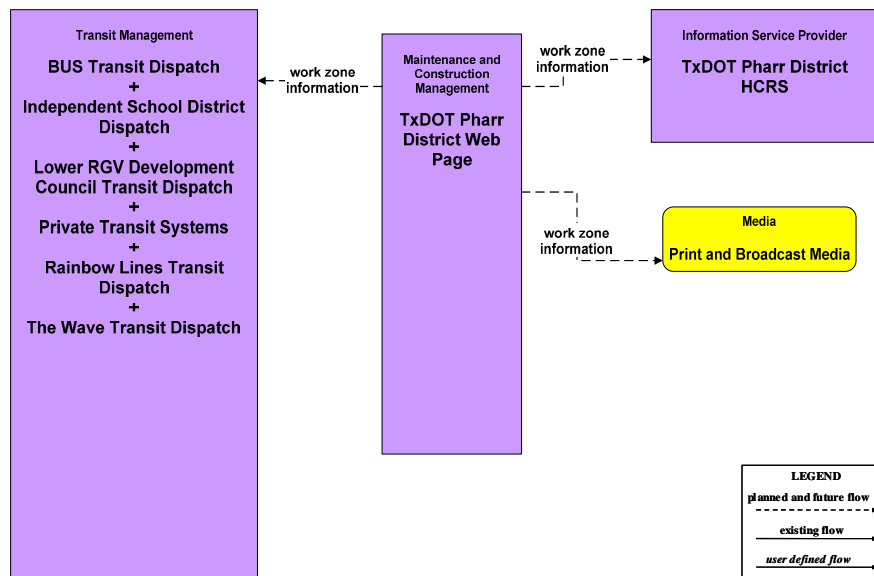 Transit Management
BUS Transit Dispatch
+
Independent School District
Dispatch
+
Lower RGV Development
Council Transit Dispatch
+
Private Transit Systems
+
Rainbow Lines Transit
Dispatch
+
The Wave Transit Dispatch
work zone
information
Maintenance and
Construction
Management
TxDOT Pharr
District Web
Page
work zone
information
Information Service Provider
TxDOT Pharr District
HCRS
work zone
information
Media
Print and Broadcast Media
LEGEND
planned and future flow
existing flow
user defined flow